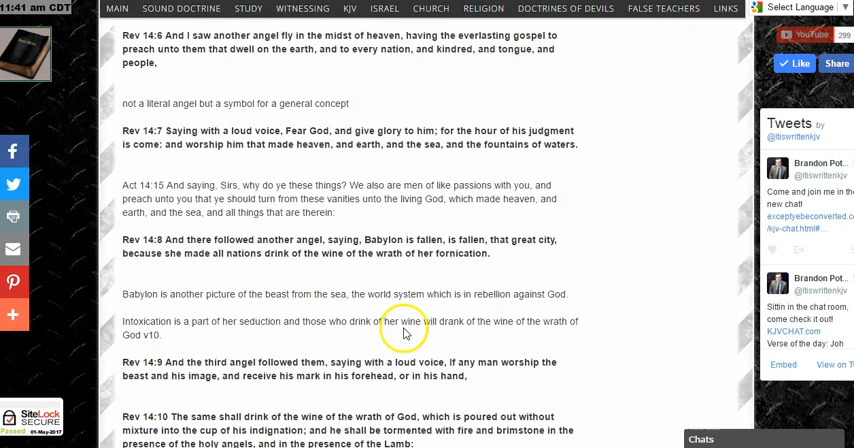 11:41 am CDT
MAIN SOUND DOCTRINE STUDY WITNESSING KJV ISRAEL CHURCH RELIGION DOCTRINES OF DEVILS FALSE TEACHERS LINKS
Select Language
Rev 14:6 And I saw another angel fly in the midst of heaven, having the everlasting gospel to
preach unto them that dwell on the earth, and to every nation, and kindred, and tongue, and
people,
not a literal angel but a symbol for a general concept
Rev 14:7 Saying with a loud voice, Fear God, and give glory to him; for the hour of his judgment
is come: and worship him that made heaven, and earth, and the sea, and the fountains of waters.
Act 14:15 And saying, Sirs, why do ye these things? We also are men of like passions with you, and
preach unto you that ye should turn from these vanities unto the living God, which made heaven, and
earth, and the sea, and all things that are therein:
Rev 14:8 And there followed another angel, saying, Babylon is fallen, is fallen, that great city,
because she made all nations drink of the wine of the wrath of her fornication.
Babylon is another picture of the beast from the sea, the world system which is in rebellion against God.
Intoxication is a part of her seduction and those who drink of her wine will drank of the wine of the wrath of
God v10.
Rev 14:9 And the third angel followed them, saying with a loud voice, If any man worship the
beast and his image, and receive his mark in his forehead, or in his hand,
Rev 14:10 The same shall drink of the wine of the wrath of God, which is poured out without
mixture into the cup of his indignation; and he shall be tormented with fire and brimstone in the
presence of the holy angels, and in the presence of the Lamb:
YouTube 299
Like Share
Tweets by
@Itiswrittenkjv
Brandon Pot...
@itiswrittenkjv
Come and join me in the
new chat!
exceptyebeconverted.c...
/kjv-chat.html#...
Brandon Pot...
@itiswrittenkjv
Sittin in the chat room,
come check it out!
KJVCHAT.com
Verse of the day: Joh
Embed View on Tw
Chats
SiteLock
SECURE
Passed 01-May-2017